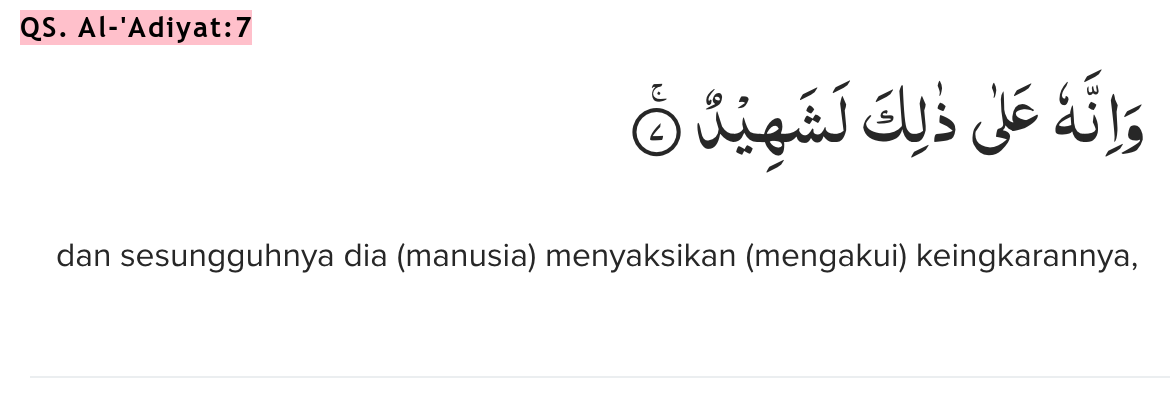 QS. Al-'Adiyat:7
وَاِنَّهٗ عَلٰى ذٰلِكَ لَشَهِيْدٌۚ ٧
dan sesungguhnya dia (manusia) menyaksikan (mengakui) keingkarannya,